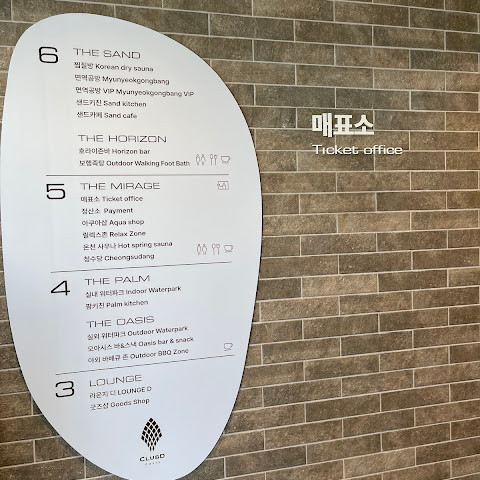 6 THE SAND
찜질방 Korean dry sauna
면역공방 Myunyeokgongbang
면역공방 VIP Myunyeokgongbang VIP
샌드키친 Sand kitchen
샌드카페 Sand cafe
THE HORIZON
호라이즌바 Horizon bar
보행족탕 Outdoor Walking Foot Bath
5 THE MIRAGE
매표소 Ticket office
정산소 Payment
아쿠아샵 Aqua shop
릴렉스존 Relax Zone
온천 사우나 Hot spring sauna
청수당 Cheongsudang
4 THE PALM
실내 워터파크 Indoor Waterpark
팜키친 Palm kitchen
THE OASIS
실외 워터파크 Outdoor Waterpark
오아시스 바&스낵 Oasis bar & snack
야외 바베큐 존 Outdoor BBQ Zone
3 LOUNGE
라운지 디 LOUNGE D
굿즈샵 Goods Shop
CLUBD
매표소
Ticket office